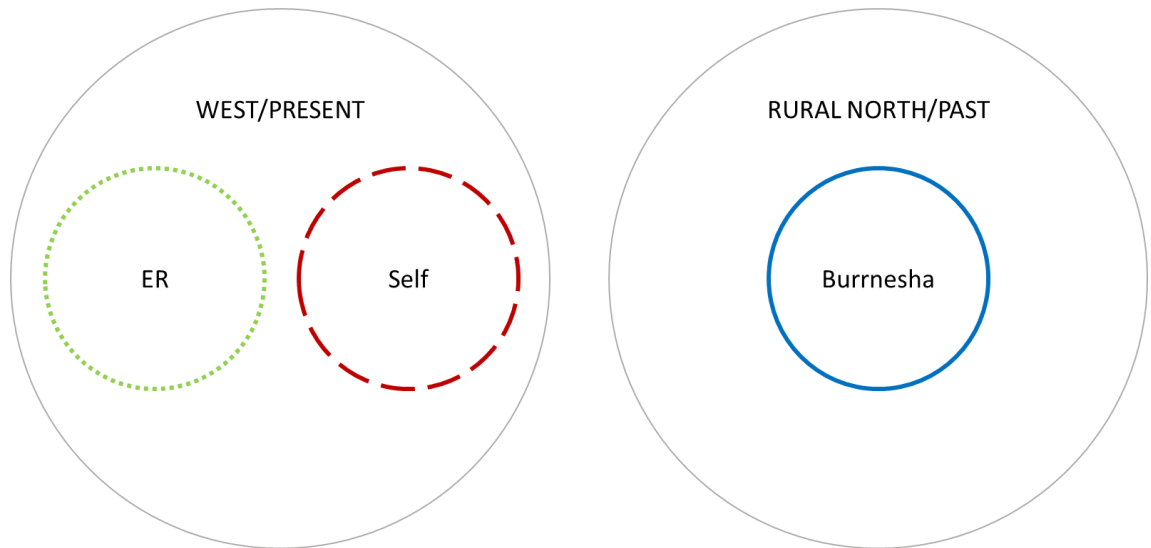 WEST/PRESENT
RURAL NORTH/PAST
ER
Self
Burrnesha